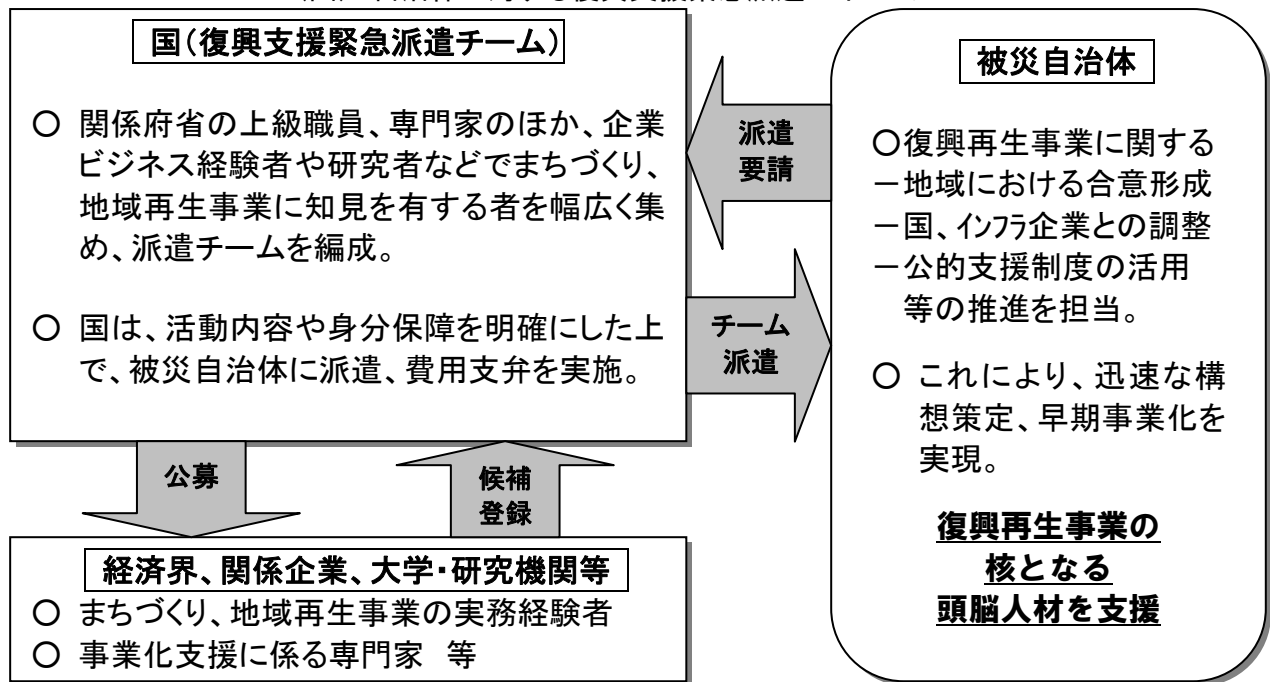 国（復興支援緊急派遣チーム）
○ 関係府省の上級職員、専門家のほか、企業
ビジネス経験者や研究者などでまちづくり、
地域再生事業に知見を有する者を幅広く集
め、派遣チームを編成。
○ 国は、活動内容や身分保障を明確にした上
で、被災自治体に派遣、費用支弁を実施。
派遣
要請
チーム
派遣
被災自治体
○復興再生事業に関する
－地域における合意形成
－国、インフラ企業との調整
－公的支援制度の活用
等の推進を担当。
○ これにより、迅速な構
想策定、早期事業化を
実現。
復興再生事業の
核となる
頭脳人材を支援
公募
候補
登録
経済界、関係企業、大学・研究機関等
○ まちづくり、地域再生事業の実務経験者
○ 事業化支援に係る専門家　等